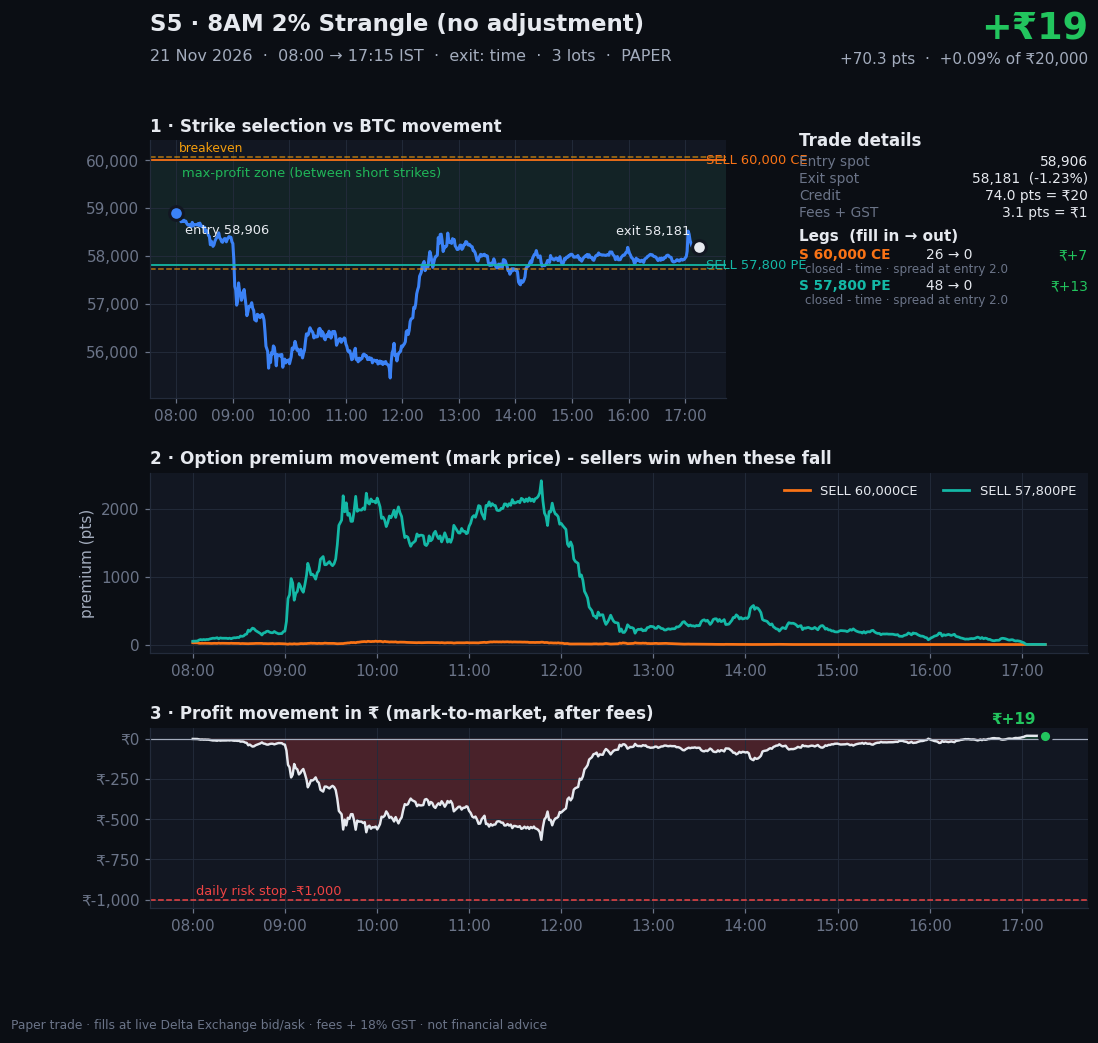 S5 · 8AM 2% Strangle (no adjustment)
+₹19
21 Nov 2026 · 08:00 → 17:15 IST · exit: time · 3 lots · PAPER
+70.3 pts · +0.09% of ₹20,000
1 · Strike selection vs BTC movement
60,000
59,000
58,000
57,000
56,000
breakeven
max-profit zone (between short strikes)
entry 58,906
exit 58,181
SELL 60,000 CE
SELL 57,800 PE
08:00 09:00 10:00 11:00 12:00 13:00 14:00 15:00 16:00 17:00
Trade details
Entry spot 58,906
Exit spot 58,181 (-1.23%)
Credit 74.0 pts = ₹20
Fees + GST 3.1 pts = ₹1
Legs (fill in → out)
S 60,000 CE 26 → 0 ₹+7
closed - time · spread at entry 2.0
S 57,800 PE 48 → 0 ₹+13
closed - time · spread at entry 2.0
2 · Option premium movement (mark price) - sellers win when these fall
premium (pts)
2000
1000
0
SELL 60,000CE
SELL 57,800PE
08:00 09:00 10:00 11:00 12:00 13:00 14:00 15:00 16:00 17:00
3 · Profit movement in ₹ (mark-to-market, after fees)
₹+19
₹0
₹-250
₹-500
₹-750
₹-1,000
daily risk stop -₹1,000
08:00 09:00 10:00 11:00 12:00 13:00 14:00 15:00 16:00 17:00
Paper trade · fills at live Delta Exchange bid/ask · fees + 18% GST · not financial advice